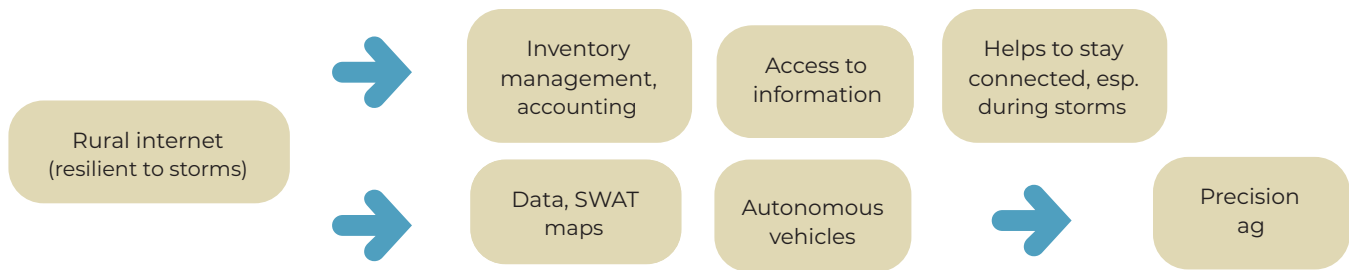 Rural internet
(resilient to storms)
Inventory
management,
accounting
Access to
information
Helps to stay
connected, esp.
during storms
Data, SWAT
maps
Autonomous
vehicles
Precision
ag